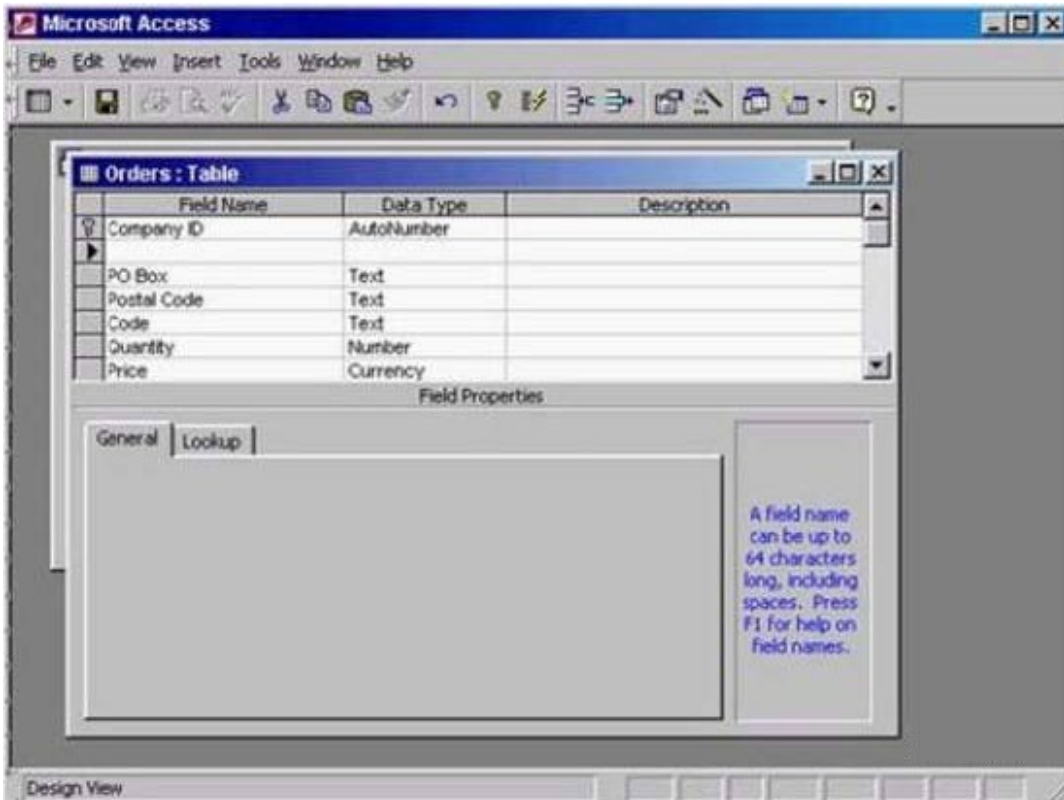 Microsoft Access
File Edit View Insert Tools Window Help
Orders : Table
Field Name Data Type Description
Company ID AutoNumber
PO Box Text
Postal Code Text
Code Text
Quantity Number
Price Currency
Field Properties
General Lookup
A field name
can be up to
64 characters
long, including
spaces. Press
F1 for help on
field names.
Design View